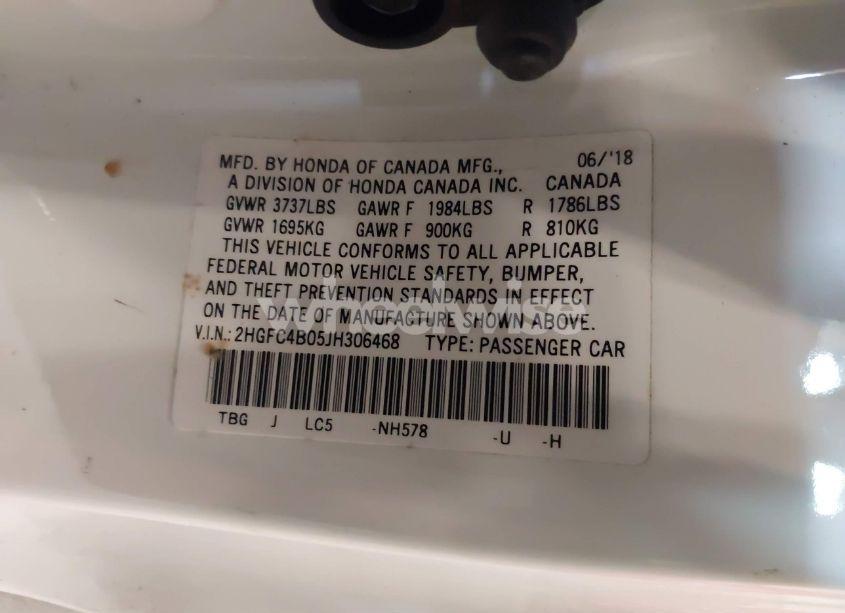 MFD. BY HONDA OF CANADA MFG., 06/'18
A DIVISION OF HONDA CANADA INC. CANADA
GVWR 3737LBS GAWR F 1984LBS R 1786LBS
GVWR 1695KG GAWR F 900KG R 810KG
THIS VEHICLE CONFORMS TO ALL APPLICABLE
FEDERAL MOTOR VEHICLE SAFETY, BUMPER,
AND THEFT PREVENTION STANDARDS IN EFFECT
ON THE DATE OF MANUFACTURE SHOWN ABOVE.
wheelwise
V.I.N.: 2HGFC4B05JH306468 TYPE: PASSENGER CAR
TBG J LC5 -NH578 -U -H